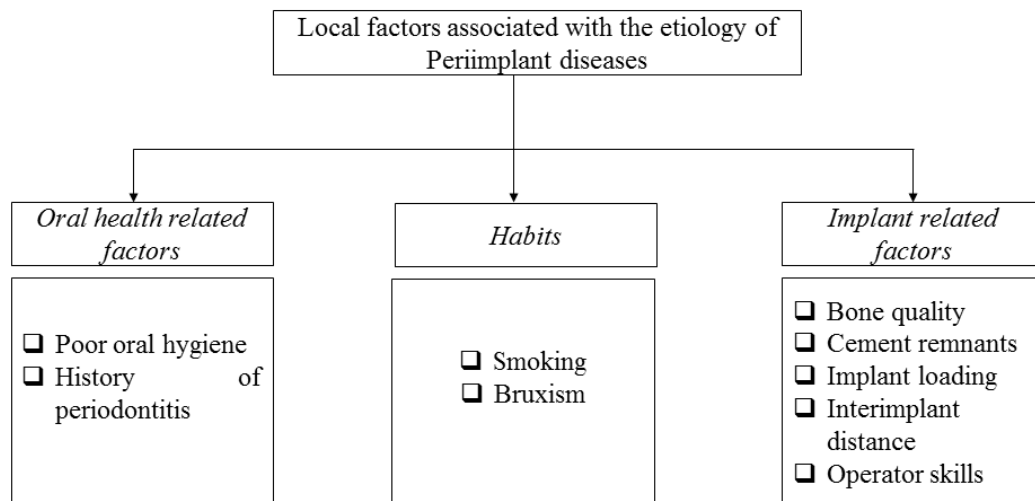 Local factors associated with the etiology of
Periimplant diseases
Oral health related
factors
Habits
Implant related
factors
❑ Poor oral hygiene
❑ History of
periodontitis
❑ Smoking
❑ Bruxism
❑ Bone quality
❑ Cement remnants
❑ Implant loading
❑ Interimplant
distance
❑ Operator skills